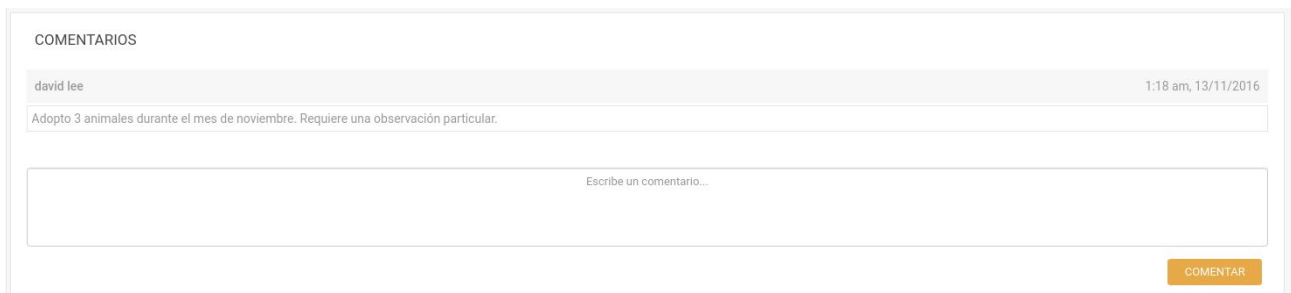 COMENTARIOS
david lee 1:18 am, 13/11/2016
Adopto 3 animales durante el mes de noviembre. Requiere una observación particular.
Escribe un comentario...
COMENTAR